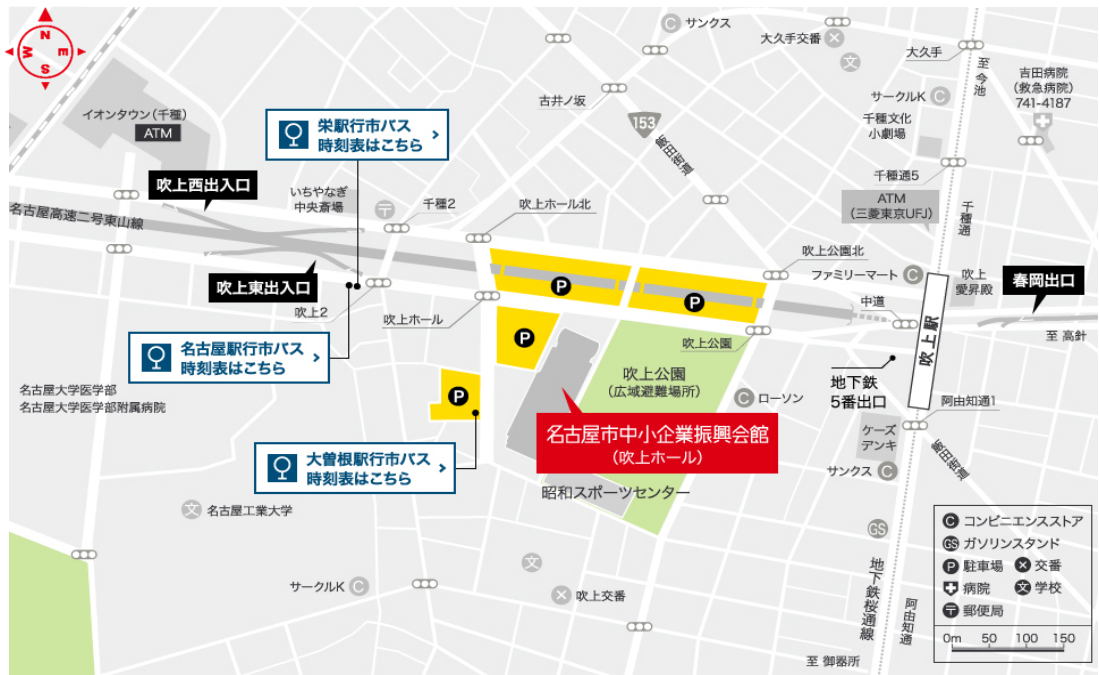 N
W
E
S
サンクス
大久手交番
文
大久手
至 今池
吉田病院
(救急病院)
741-4187
古井ノ坂
サークルK
千種文化
小劇場
イオンタウン(千種)
ATM
栄駅行市バス
時刻表はこちら
153
飯田街道
千種通5
吹上西出入口
いちやなぎ
中央斎場
千種2
吹上ホール北
ATM
(三菱東京UFJ)
千種通
名古屋高速二号東山線
吹上公園北
ファミリーマート
吹上
愛昇殿
春岡出口
吹上東出入口
P
P
中道
吹上2
吹上ホール
P
吹上公園
吹上駅
至 高針
名古屋駅行市バス
時刻表はこちら
名古屋大学医学部
名古屋大学医学部附属病院
吹上公園
(広域避難場所)
地下鉄
5番出口
P
C
ローソン
阿由知通1
名古屋市中小企業振興会館
(吹上ホール)
ケーズ
デンキ
飯田街道
大曽根駅行市バス
時刻表はこちら
サンクス
C
昭和スポーツセンター
文
名古屋工業大学
GS
地下鉄桜通線
文
サークルK
C
吹上交番
阿由知通
至 御器所
C コンビニエンスストア
GS ガソリンスタンド
P 駐車場
交番
病院
文 学校
郵便局
0m 50 100 150